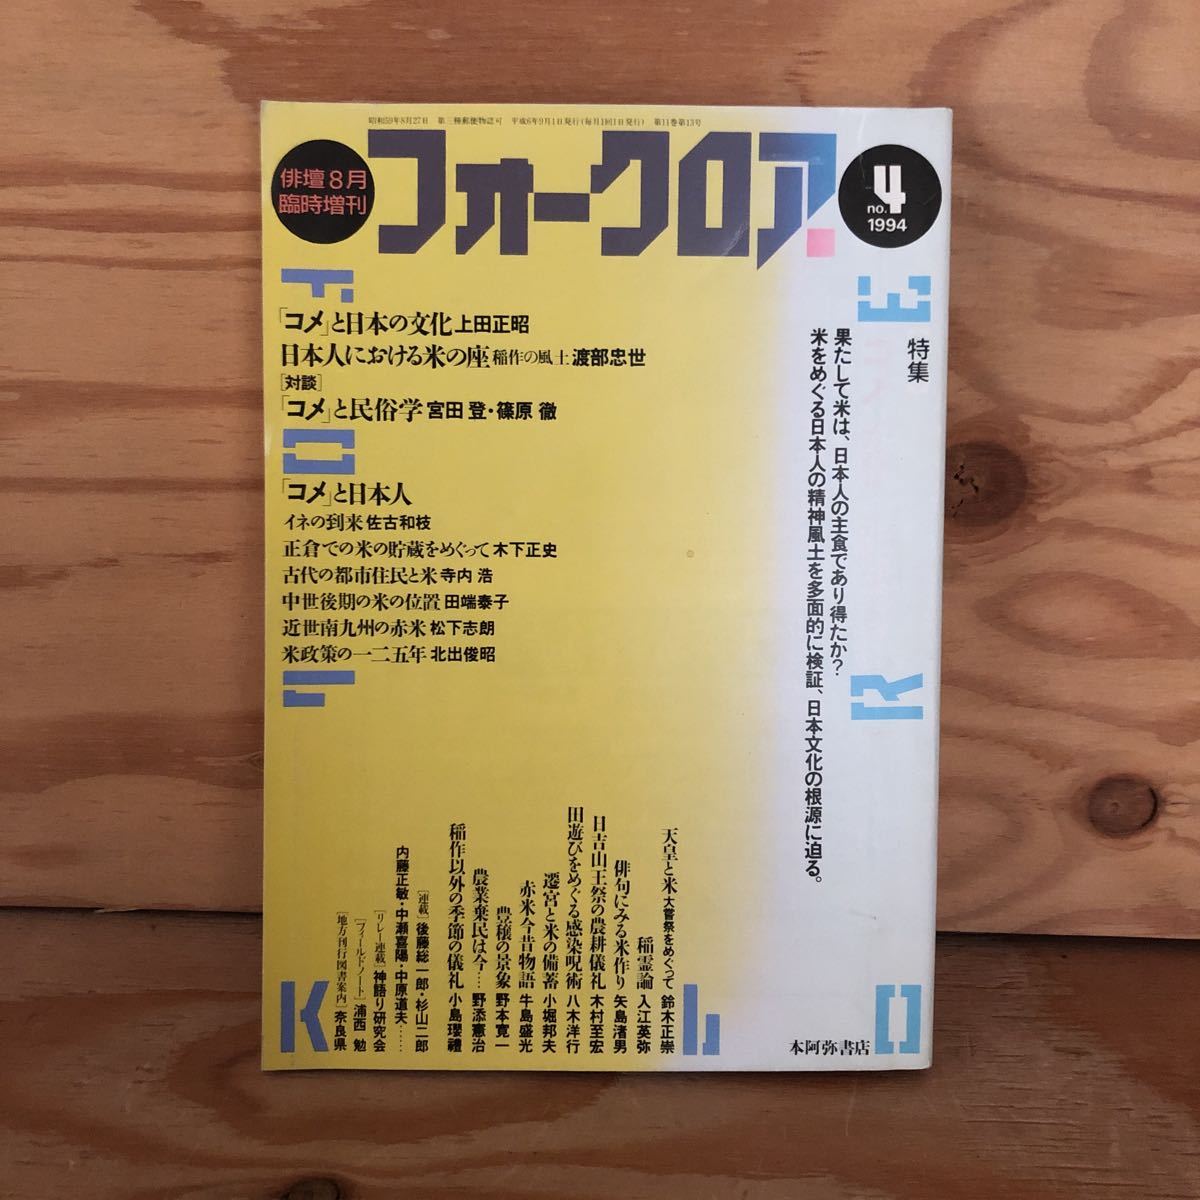 昭和59年8月27日 第三種郵便物認可 平成6年9月1日発行(毎月1回1日発行) 第11巻第13号
俳壇8月
臨時増刊
フォークロア
no.4
1994
FOLKLORE
特集
果たして米は、日本人の主食であり得たか?
米をめぐる日本人の精神風土を多面的に検証、日本文化の根源に迫る。
「コメ」と日本の文化 上田正昭
日本人における米の座 稲作の風土 渡部忠世
[対談]
「コメ」と民俗学 宮田 登・篠原 徹
「コメ」と日本人
イネの到来 佐古和枝
正倉での米の貯蔵をめぐって 木下正史
古代の都市住民と米 寺内 浩
中世後期の米の位置 田端泰子
近世南九州の赤米 松下志朗
米政策の一二五年 北出俊昭
天皇と米 大嘗祭をめぐって 鈴木正崇
稲霊論 入江英弥
俳句にみる米作り 矢島渚男
日吉山王祭の農耕儀礼 木村至宏
田遊びをめぐる感染呪術 八木洋行
遷宮と米の備蓄 小堀邦夫
赤米今昔物語 牛島盛光
豊穣の景象 野本寛一
農業棄民は今… 野添憲治
稲作以外の季節の儀礼 小島瓔禮
[連載] 後藤総一郎・杉山二郎
内藤正敏・中瀬喜陽・中原道夫……
[リレー連載] 神語り研究会
[フィールドノート] 浦西 勉
[地方刊行図書案内] 奈良県
本阿弥書店